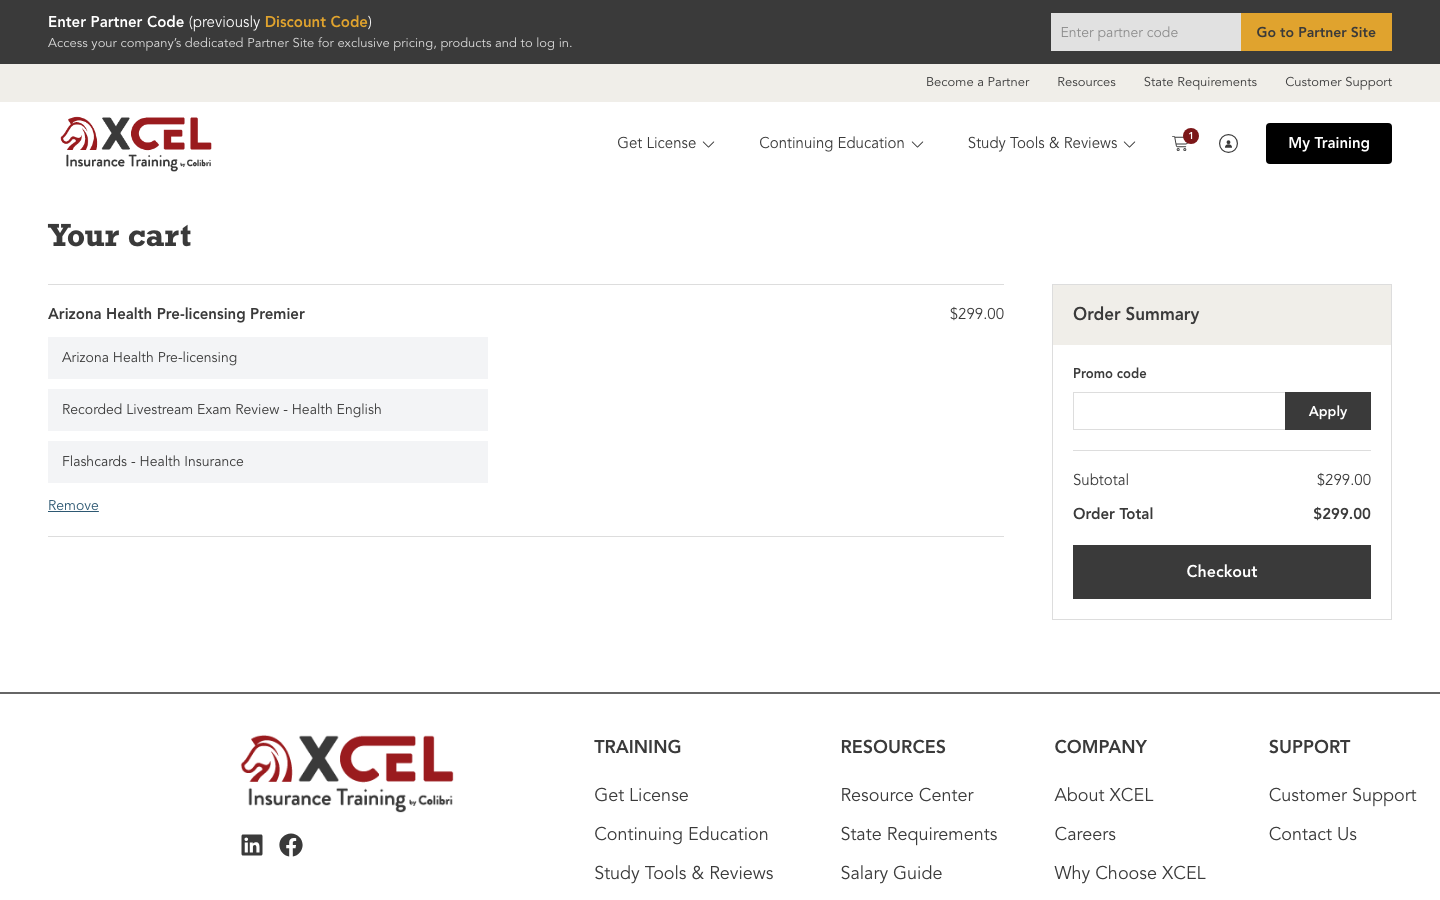 Enter Partner Code (previously Discount Code)
Access your company's dedicated Partner Site for exclusive pricing, products and to log in.
Enter partner code
Go to Partner Site
Become a Partner
Resources
State Requirements
Customer Support
XCEL
Insurance Training by Colibri
Get License
Continuing Education
Study Tools & Reviews
1
My Training
Your cart
Arizona Health Pre-licensing Premier
$299.00
Arizona Health Pre-licensing
Recorded Livestream Exam Review - Health English
Flashcards - Health Insurance
Remove
Order Summary
Promo code
Apply
Subtotal
$299.00
Order Total
$299.00
Checkout
XCEL
Insurance Training by Colibri
TRAINING
Get License
Continuing Education
Study Tools & Reviews
RESOURCES
Resource Center
State Requirements
Salary Guide
COMPANY
About XCEL
Careers
Why Choose XCEL
SUPPORT
Customer Support
Contact Us